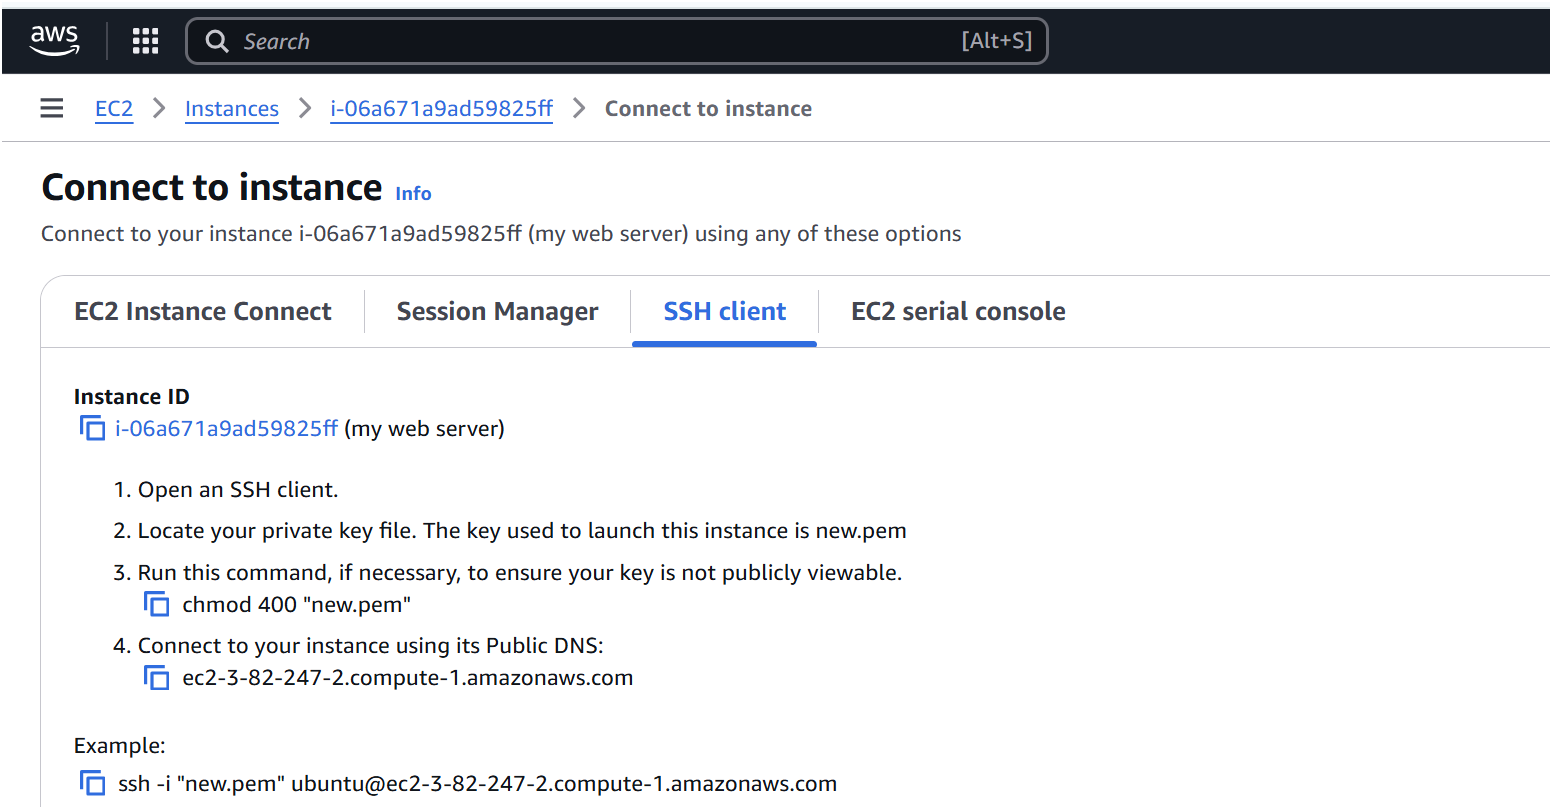 aws
Search [Alt+S]
EC2 Instances i-06a671a9ad59825ff Connect to instance
Connect to instance Info
Connect to your instance i-06a671a9ad59825ff (my web server) using any of these options
EC2 Instance Connect Session Manager SSH client EC2 serial console
Instance ID
i-06a671a9ad59825ff (my web server)
1. Open an SSH client.
2. Locate your private key file. The key used to launch this instance is new.pem
3. Run this command, if necessary, to ensure your key is not publicly viewable.
chmod 400 "new.pem"
4. Connect to your instance using its Public DNS:
ec2-3-82-247-2.compute-1.amazonaws.com
Example:
ssh -i "new.pem" ubuntu@ec2-3-82-247-2.compute-1.amazonaws.com